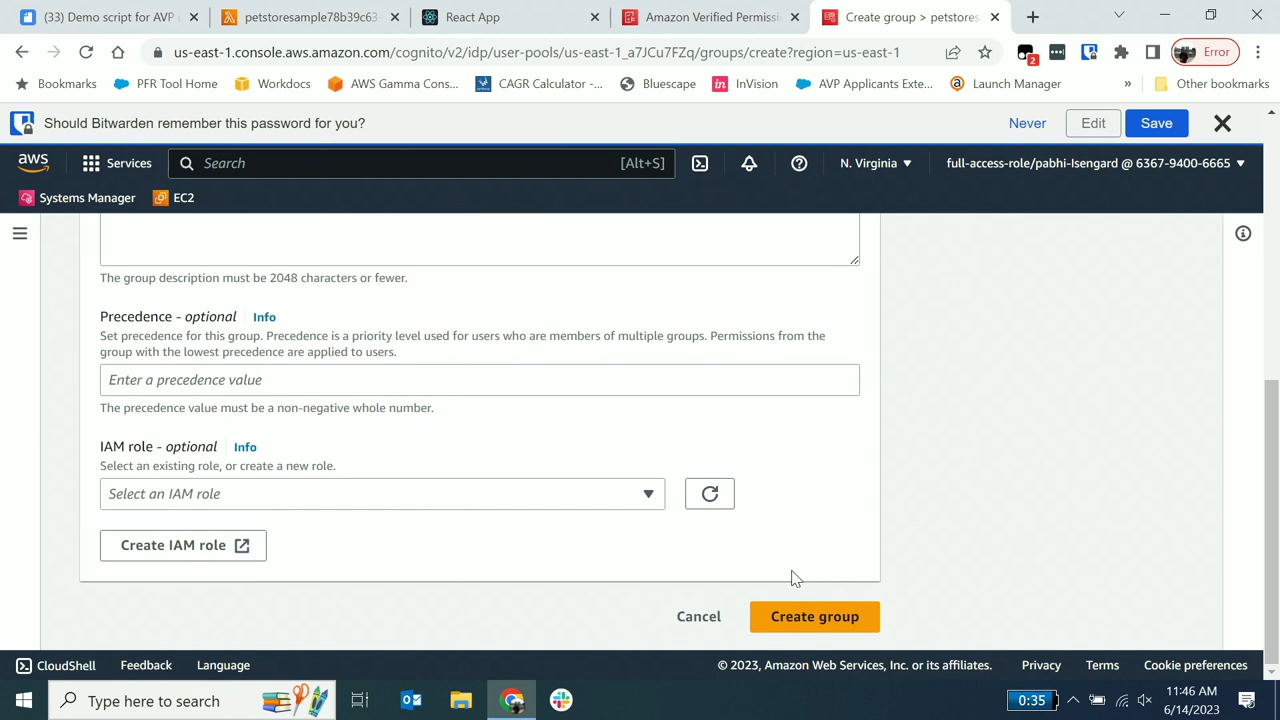 (33) Demo script for AVP
petstoresample78b39c63
React App
Amazon Verified Permissi
Create group > petstores
us-east-1.console.aws.amazon.com/cognito/v2/idp/user-pools/us-east-1_a7JCu7FZq/groups/create?region=us-east-1
2
Error
Bookmarks
PFR Tool Home
Workdocs
AWS Gamma Cons...
CAGR Calculator -...
Bluescape
in
InVision
AVP Applicants Exte...
Launch Manager
»
Other bookmarks
Should Bitwarden remember this password for you?
Never
Edit
Save
aws
Services
Search
[Alt+S]
N. Virginia
full-access-role/pabhi-Isengard @ 6367-9400-6665
Systems Manager
EC2
The group description must be 2048 characters or fewer.
Precedence - optional
Info
Set precedence for this group. Precedence is a priority level used for users who are members of multiple groups. Permissions from the
group with the lowest precedence are applied to users.
Enter a precedence value
The precedence value must be a non-negative whole number.
IAM role - optional
Info
Select an existing role, or create a new role.
Select an IAM role
Create IAM role
Cancel
Create group
CloudShell
Feedback
Language
© 2023, Amazon Web Services, Inc. or its affiliates.
Privacy
Terms
Cookie preferences
Type here to search
0:35
11:46 AM
6/14/2023